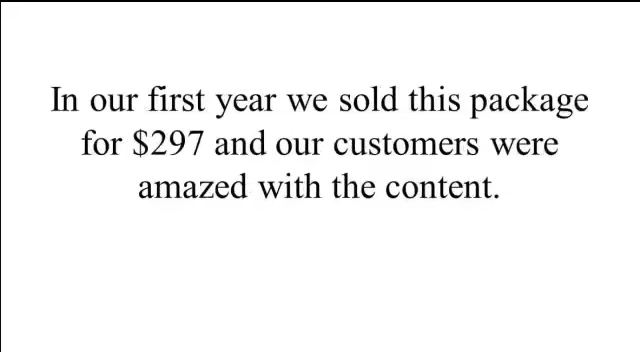 In our first year we sold this package
for $297 and our customers were
amazed with the content.